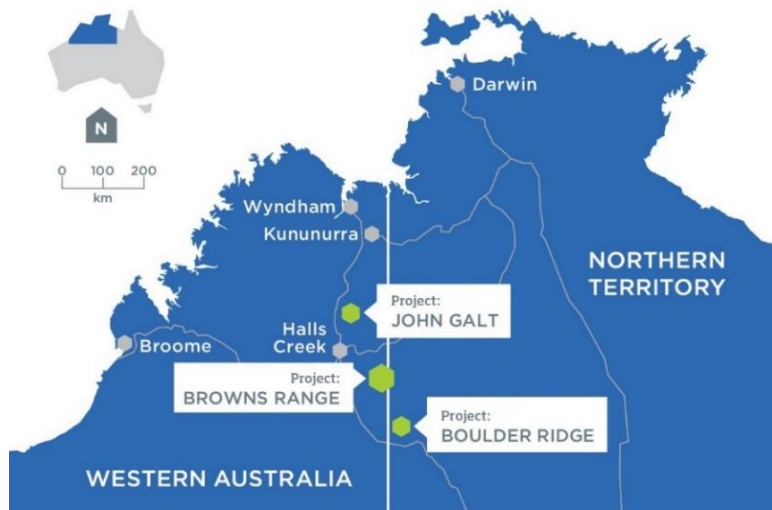 Darwin
N
0 100 200
km
Wyndham
Kununurra
NORTHERN
TERRITORY
Project:
JOHN GALT
Halls
Creek
Broome
Project:
BROWNS RANGE
Project:
BOULDER RIDGE
WESTERN AUSTRALIA